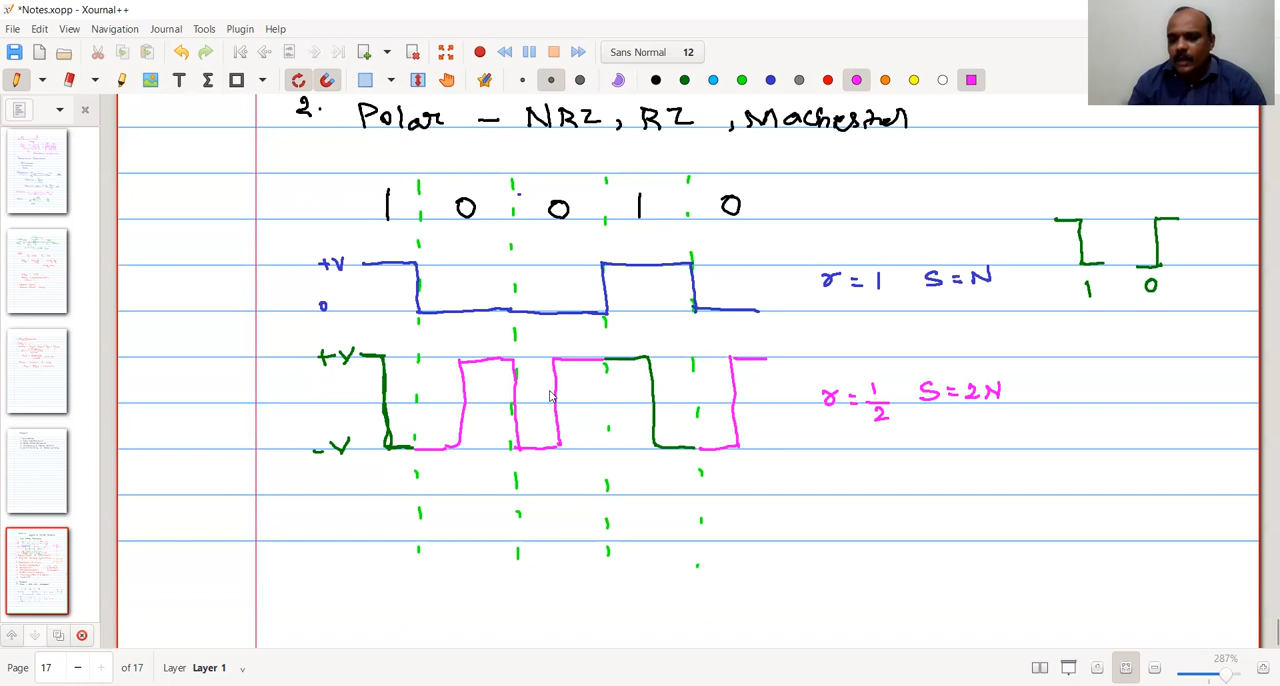 *Notes.xopp - Xournal++
File Edit View Navigation Journal Tools Plugin Help
Sans Normal 12
2. Polar - NRZ, RZ, Machester
1 0 0 1 0
+V
0
r = 1 S = N
1 0
+V
-V
r = 1/2 S = 2N
Page 17 of 17 Layer Layer 1
287%